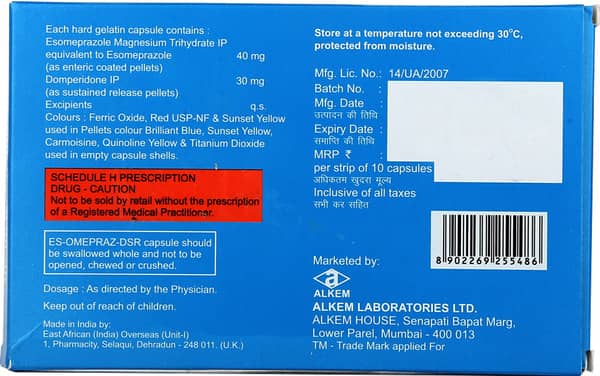 Each hard gelatin capsule contains :
Esomeprazole Magnesium Trihydrate IP
equivalent to Esomeprazole 40 mg
(as enteric coated pellets)
Domperidone IP 30 mg
(as sustained release pellets)
Excipients q.s.
Colours : Ferric Oxide, Red USP-NF & Sunset Yellow
used in Pellets colour Brilliant Blue, Sunset Yellow,
Carmoisine, Quinoline Yellow & Titanium Dioxide
used in empty capsule shells.
SCHEDULE H PRESCRIPTION
DRUG - CAUTION
Not to be sold by retail without the prescription
of a Registered Medical Practitioner.
ES-OMEPRAZ-DSR capsule should
be swallowed whole and not to be
opened, chewed or crushed.
Dosage : As directed by the Physician.
Keep out of reach of children.
Made in India by:
East African (India) Overseas (Unit-I)
1, Pharmacity, Selaqui, Dehradun - 248 011. (U.K.)
Store at a temperature not exceeding 30°C,
protected from moisture.
Mfg. Lic. No.: 14/UA/2007
Batch No. :
Mfg. Date :
उत्पादन की तिथि
Expiry Date :
समाप्ति की तिथि
MRP ₹ :
per strip of 10 capsules
अधिकतम खुदरा मूल्य
Inclusive of all taxes
सभी कर सहित
8 902269 255486
Marketed by:
ALKEM
ALKEM LABORATORIES LTD.
ALKEM HOUSE, Senapati Bapat Marg,
Lower Parel, Mumbai - 400 013
TM - Trade Mark applied For